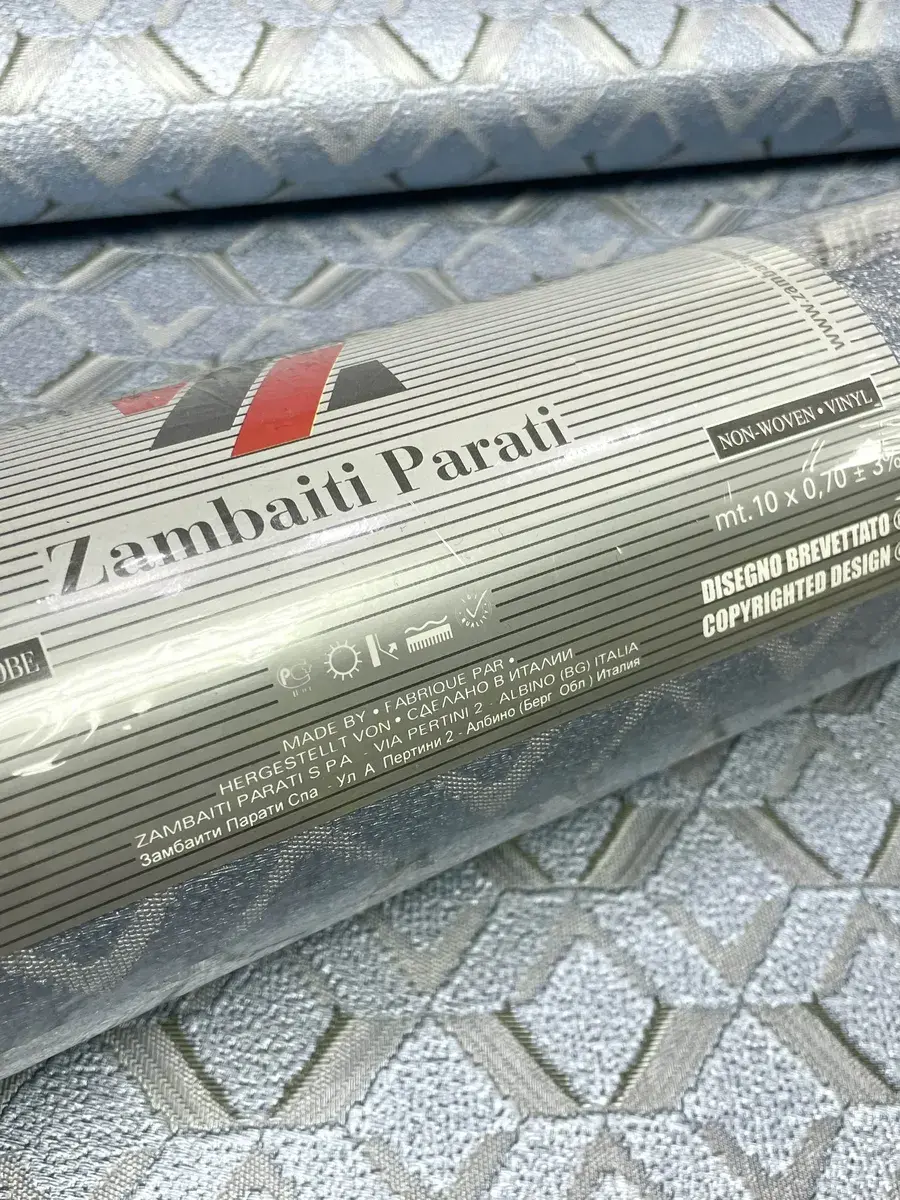 Zambaiti Parati
NON-WOVEN • VINYL
mt.10 x 0,70 ± 3%
DISEGNO BREVETTATO ©
COPYRIGHTED DESIGN ©
MADE BY • FABRIQUE PAR •
HERGESTELLT VON • СДЕЛАНО В ИТАЛИИ
ZAMBAITI PARATI S PA - VIA PERTINI 2 - ALBINO (BG) ITALIA
Замбаити Парати Спа - Ул А Пертини 2 - Албино (Берг Обл ) Италия